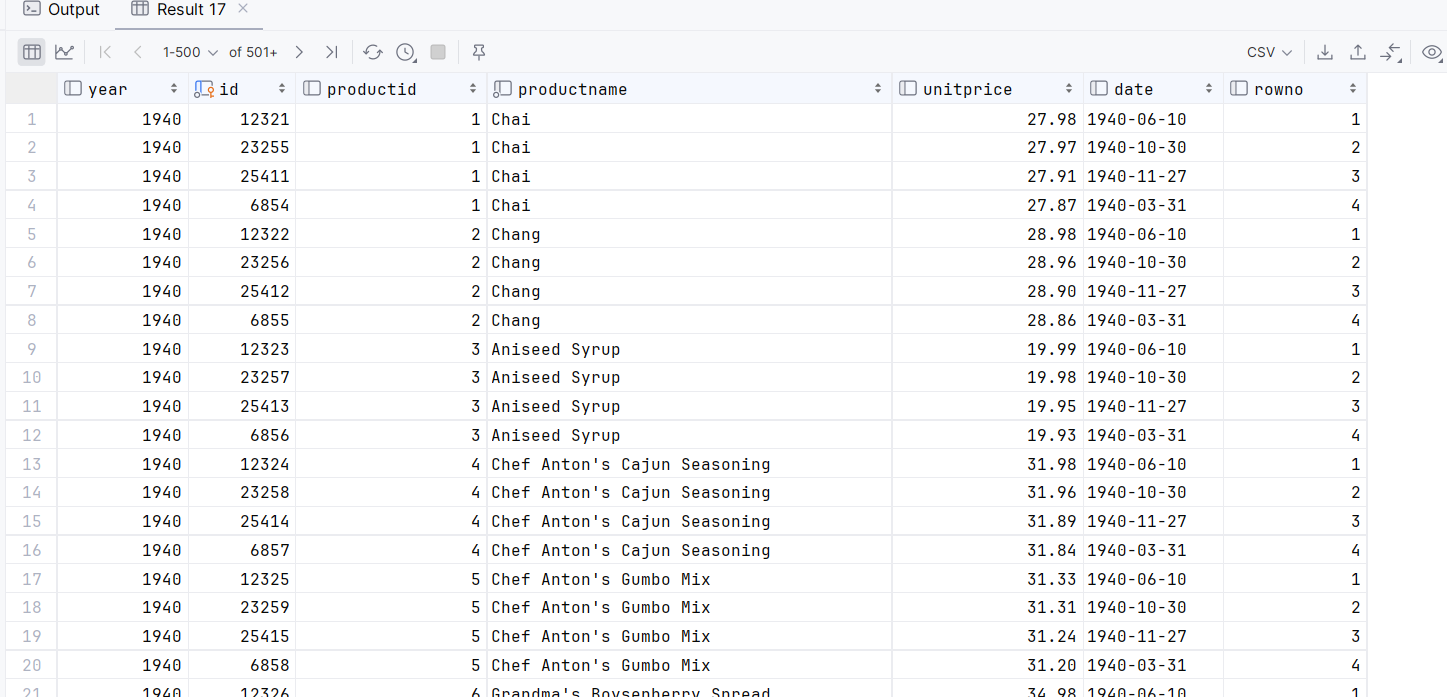 Output Result 17
1-500 of 501+ CSV
year id productid productname unitprice date rowno
1 1940 12321 1 Chai 27.98 1940-06-10 1
2 1940 23255 1 Chai 27.97 1940-10-30 2
3 1940 25411 1 Chai 27.91 1940-11-27 3
4 1940 6854 1 Chai 27.87 1940-03-31 4
5 1940 12322 2 Chang 28.98 1940-06-10 1
6 1940 23256 2 Chang 28.96 1940-10-30 2
7 1940 25412 2 Chang 28.90 1940-11-27 3
8 1940 6855 2 Chang 28.86 1940-03-31 4
9 1940 12323 3 Aniseed Syrup 19.99 1940-06-10 1
10 1940 23257 3 Aniseed Syrup 19.98 1940-10-30 2
11 1940 25413 3 Aniseed Syrup 19.95 1940-11-27 3
12 1940 6856 3 Aniseed Syrup 19.93 1940-03-31 4
13 1940 12324 4 Chef Anton's Cajun Seasoning 31.98 1940-06-10 1
14 1940 23258 4 Chef Anton's Cajun Seasoning 31.96 1940-10-30 2
15 1940 25414 4 Chef Anton's Cajun Seasoning 31.89 1940-11-27 3
16 1940 6857 4 Chef Anton's Cajun Seasoning 31.84 1940-03-31 4
17 1940 12325 5 Chef Anton's Gumbo Mix 31.33 1940-06-10 1
18 1940 23259 5 Chef Anton's Gumbo Mix 31.31 1940-10-30 2
19 1940 25415 5 Chef Anton's Gumbo Mix 31.24 1940-11-27 3
20 1940 6858 5 Chef Anton's Gumbo Mix 31.20 1940-03-31 4
21 1940 12326 6 Grandma's Boysenberry Spread 34.98 1940-06-10 1